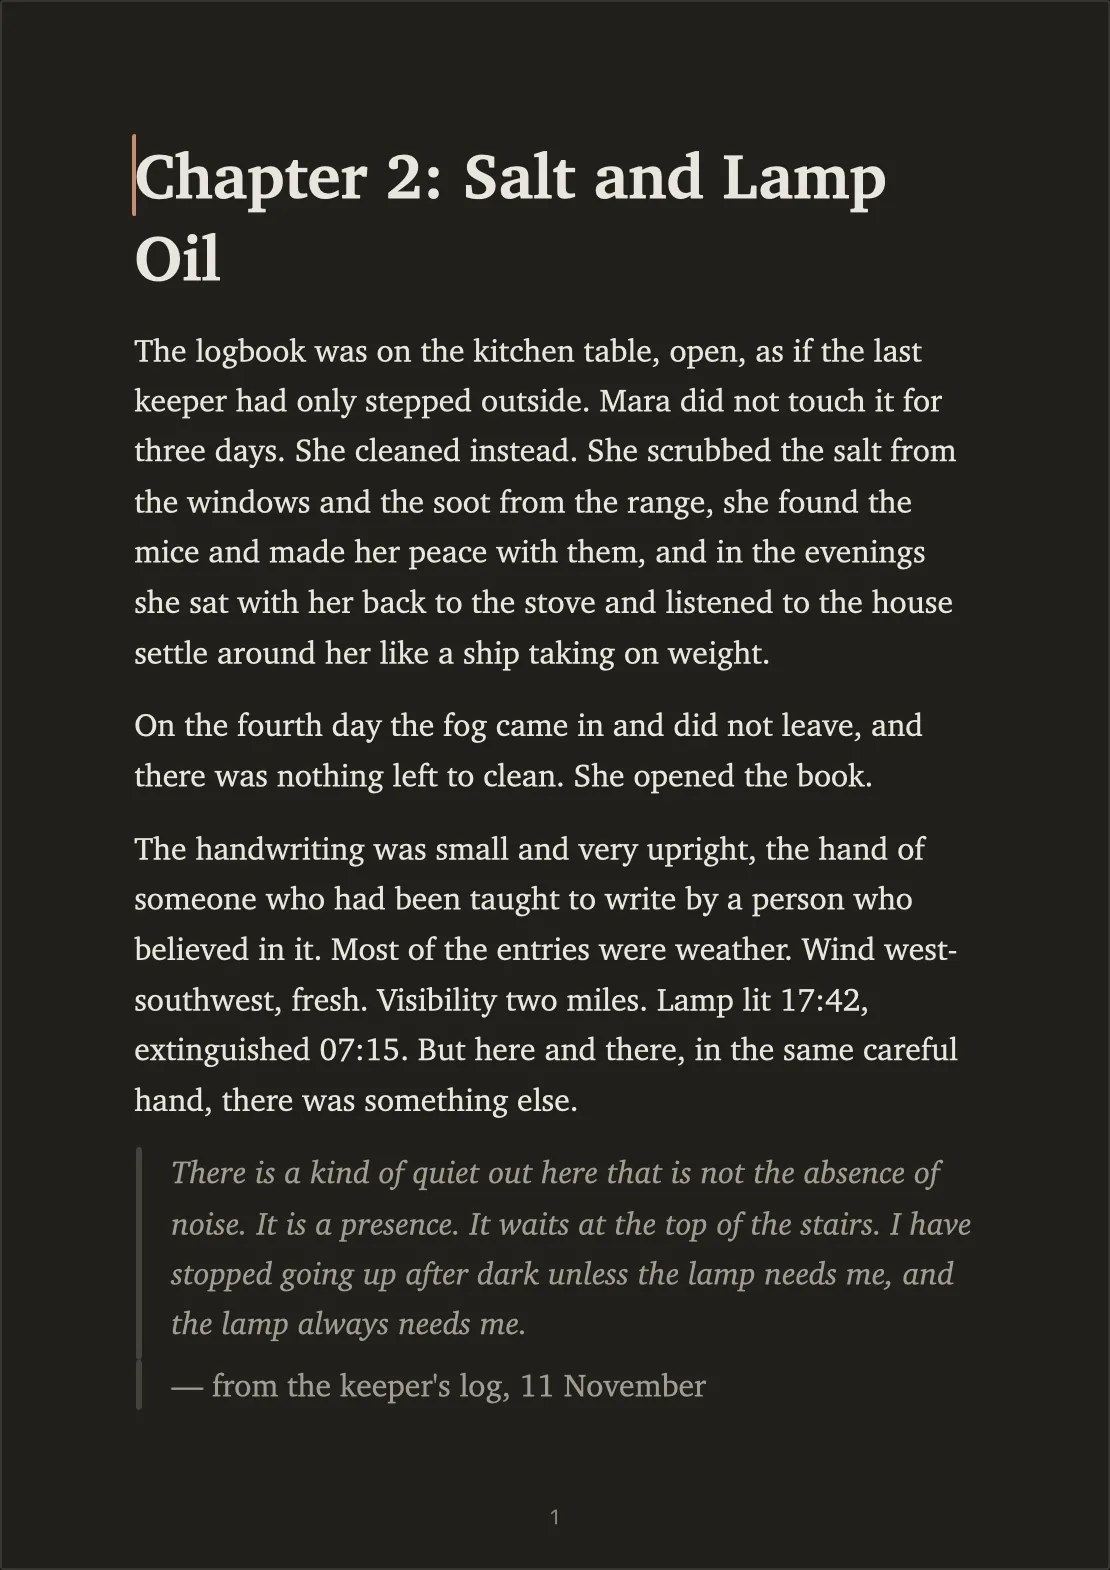 Chapter 2: Salt and Lamp
Oil
The logbook was on the kitchen table, open, as if the last
keeper had only stepped outside. Mara did not touch it for
three days. She cleaned instead. She scrubbed the salt from
the windows and the soot from the range, she found the
mice and made her peace with them, and in the evenings
she sat with her back to the stove and listened to the house
settle around her like a ship taking on weight.
On the fourth day the fog came in and did not leave, and
there was nothing left to clean. She opened the book.
The handwriting was small and very upright, the hand of
someone who had been taught to write by a person who
believed in it. Most of the entries were weather. Wind west-
southwest, fresh. Visibility two miles. Lamp lit 17:42,
extinguished 07:15. But here and there, in the same careful
hand, there was something else.
There is a kind of quiet out here that is not the absence of
noise. It is a presence. It waits at the top of the stairs. I have
stopped going up after dark unless the lamp needs me, and
the lamp always needs me.
— from the keeper's log, 11 November
1